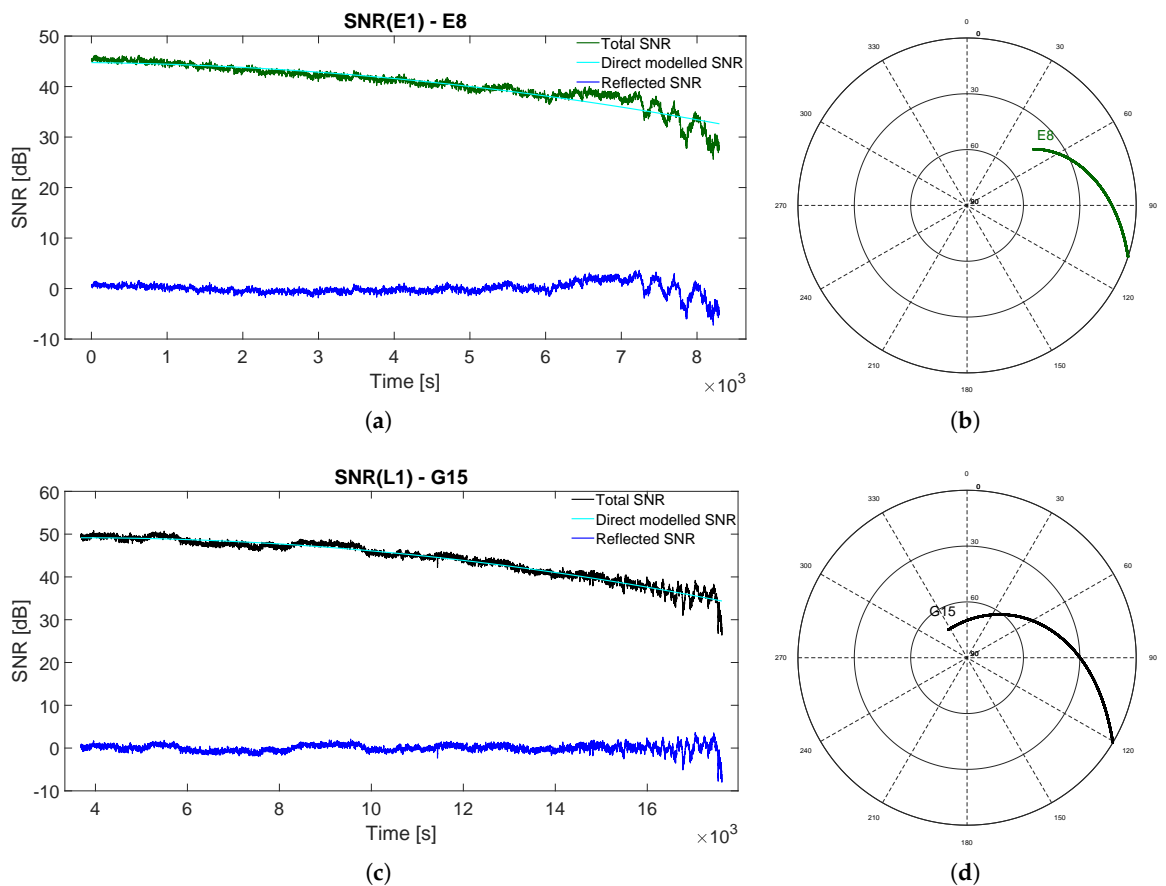 SNR(E1) - E8
50
40
30
20
10
0
-10
SNR [dB]
Total SNR
Direct modelled SNR
Reflected SNR
0 1 2 3 4 5 6 7 8
Time [s]
×10³
(a)
0
0
330 30
30
300 60
60
E8
270 90 90
240 120
210 150
180
(b)
SNR(L1) - G15
60
50
40
30
20
10
0
-10
SNR [dB]
Total SNR
Direct modelled SNR
Reflected SNR
4 6 8 10 12 14 16
Time [s]
×10³
(c)
0
0
330 30
30
300 60
60
G15
270 90 90
240 120
210 150
180
(d)